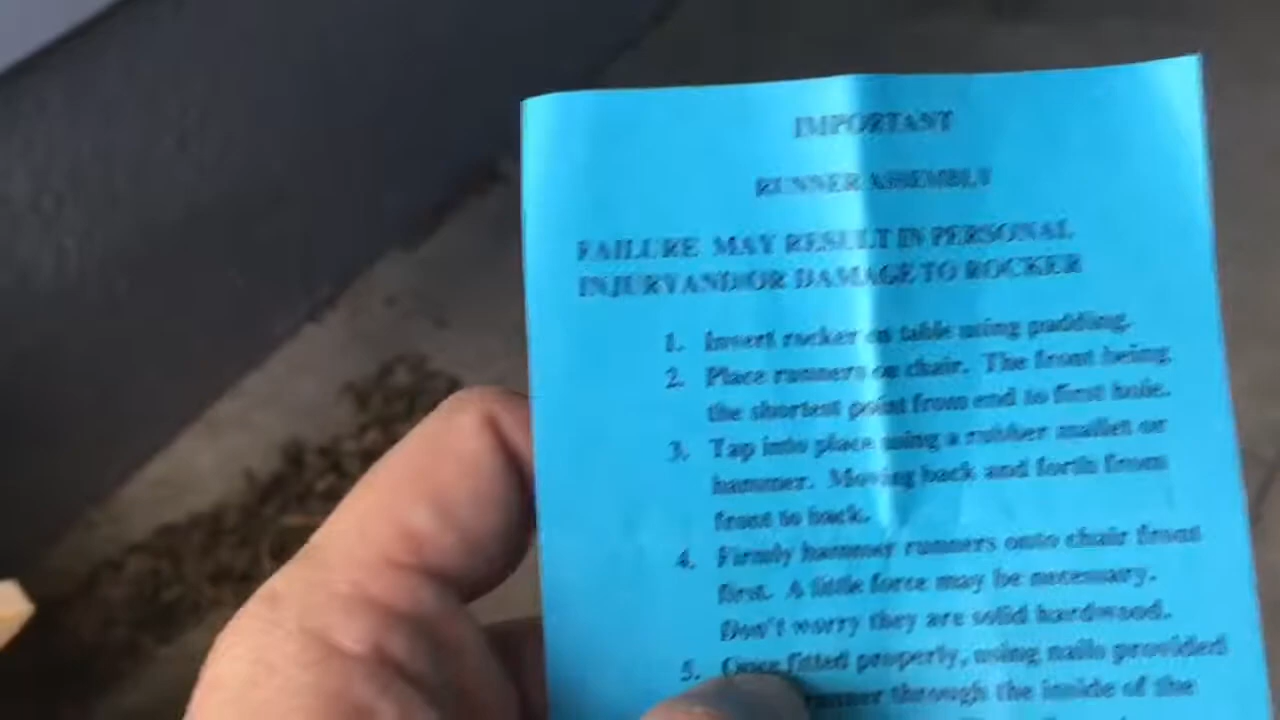 IMPORTANT
RUNNER ASSEMBLY
FAILURE MAY RESULT IN PERSONAL
INJURY AND/OR DAMAGE TO ROCKER
1. Invert rocker on table using padding.
2. Place runners on chair. The front being
the shortest point from end to first hole.
3. Tap into place using a rubber mallet or
hammer. Moving back and forth from
front to back.
4. Firmly hammer runners onto chair front
first. A little force may be necessary.
Don't worry they are solid hardwood.
5. Once fitted properly, using nails provided
through the inside of the